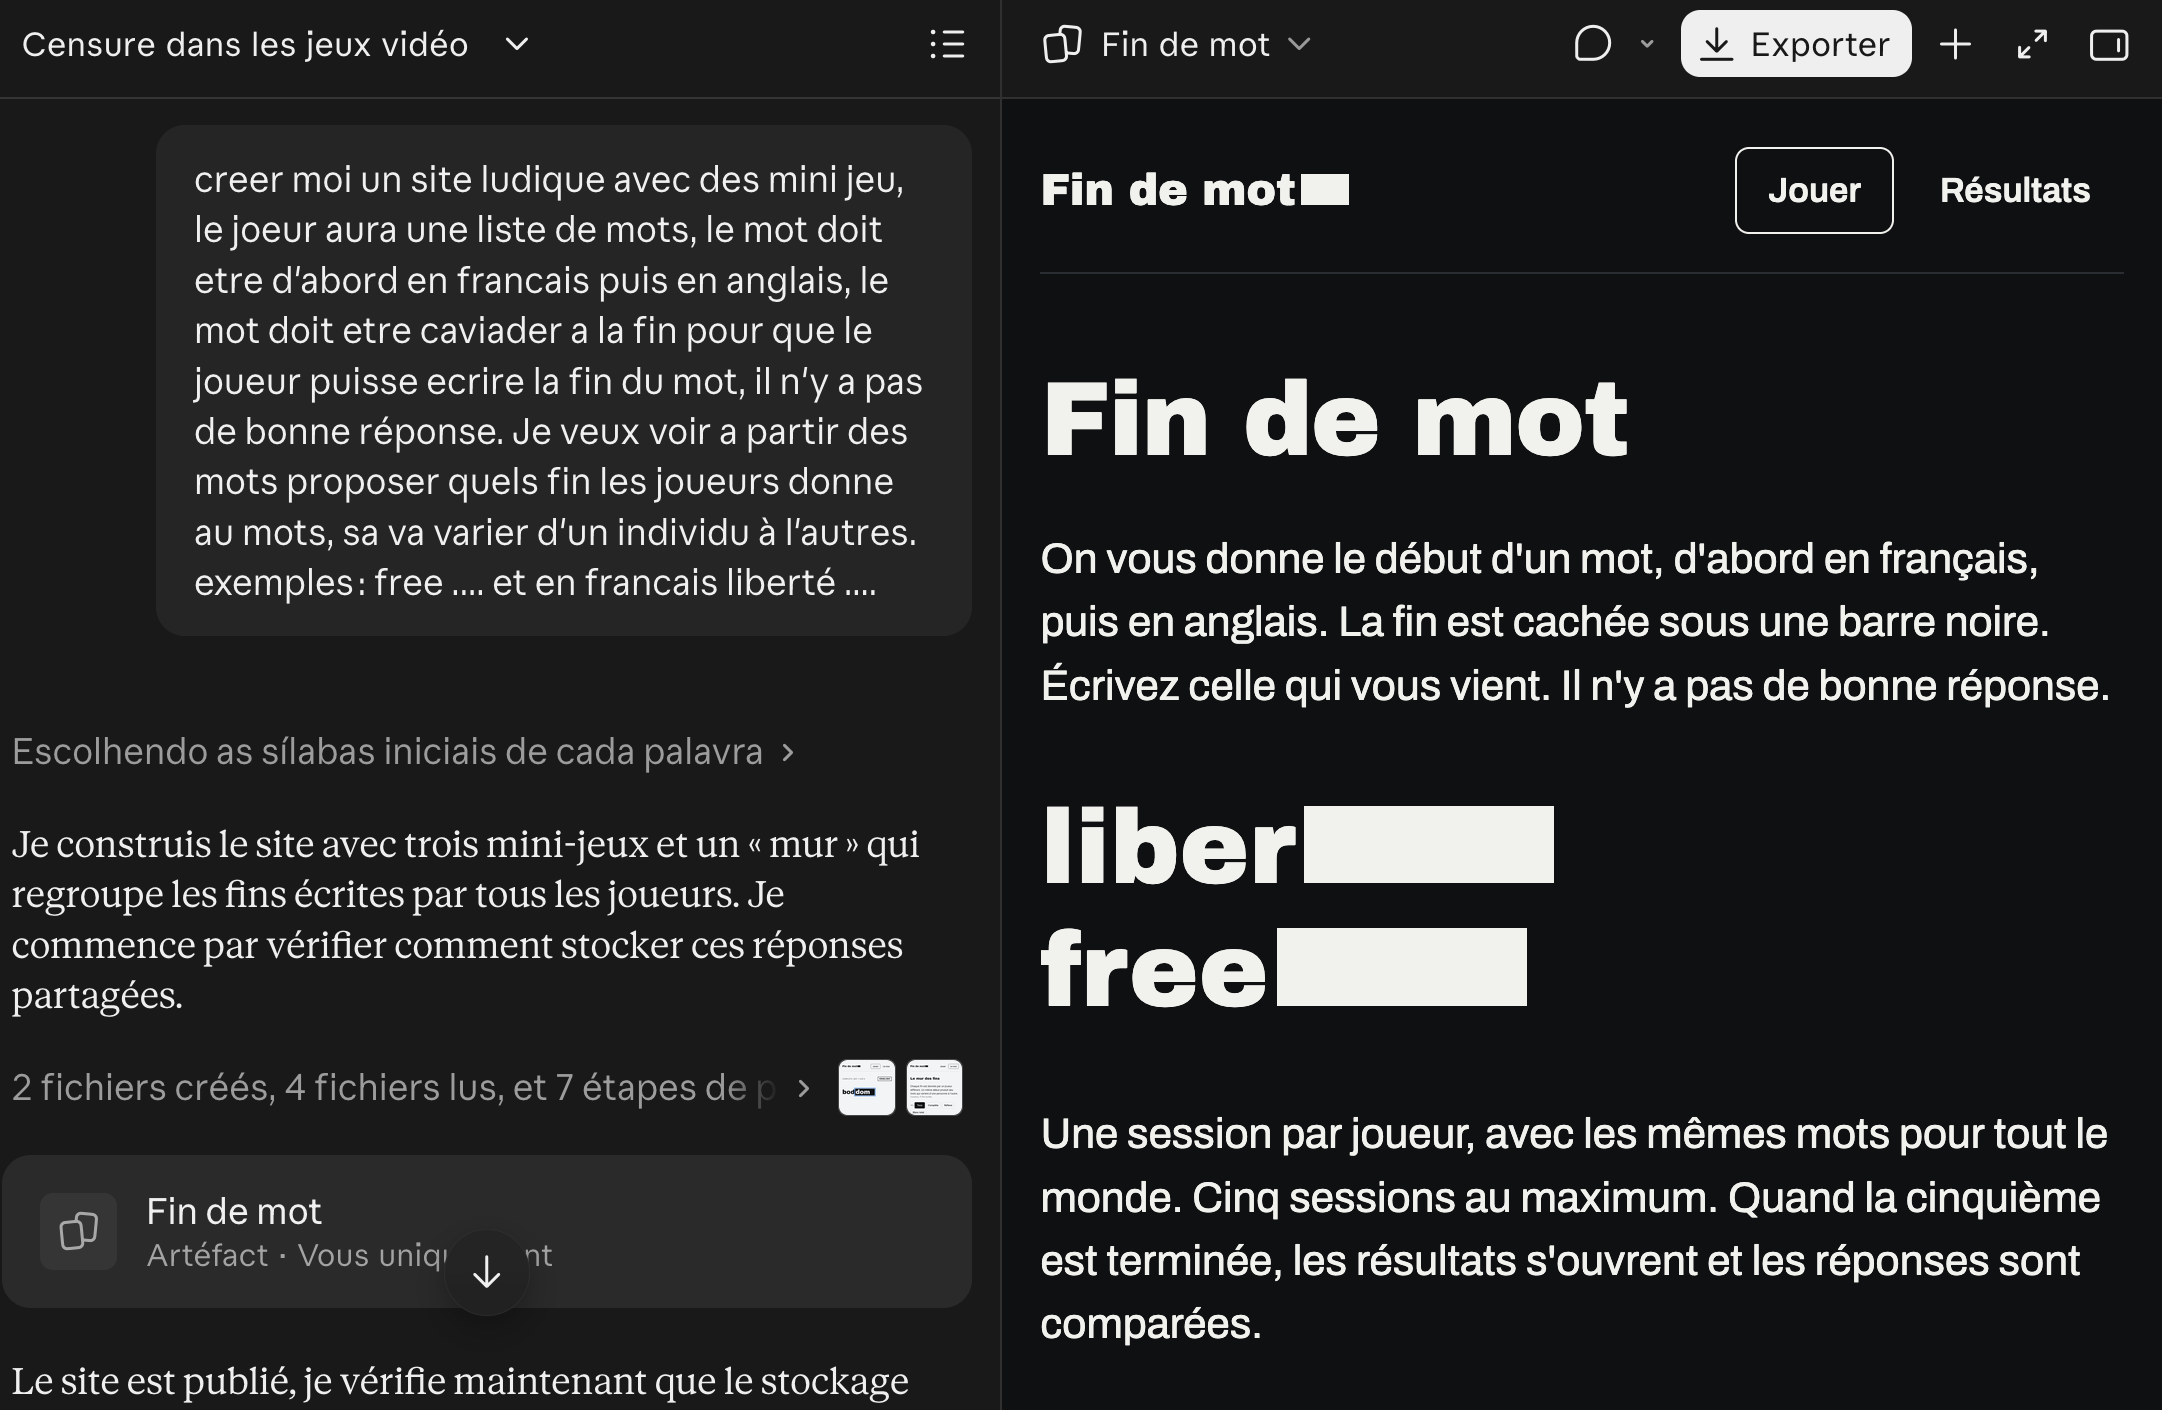 Censure dans les jeux vidéo
creer moi un site ludique avec des mini jeu,
le joeur aura une liste de mots, le mot doit
etre d'abord en francais puis en anglais, le
mot doit etre caviader a la fin pour que le
joueur puisse ecrire la fin du mot, il n'y a pas
de bonne réponse. Je veux voir a partir des
mots proposer quels fin les joueurs donne
au mots, sa va varier d'un individu à l'autres.
exemples : free .... et en francais liberté ....
Escolhendo as sílabas iniciais de cada palavra
Je construis le site avec trois mini-jeux et un « mur » qui
regroupe les fins écrites par tous les joueurs. Je
commence par vérifier comment stocker ces réponses
partagées.
2 fichiers créés, 4 fichiers lus, et 7 étapes de p
Fin de mot
Artéfact · Vous
Le site est publié, je vérifie maintenant que le stockage
Fin de mot
Exporter
Fin de mot
Jouer
Résultats
Fin de mot
On vous donne le début d'un mot, d'abord en français,
puis en anglais. La fin est cachée sous une barre noire.
Écrivez celle qui vous vient. Il n'y a pas de bonne réponse.
liber
free
Une session par joueur, avec les mêmes mots pour tout le
monde. Cinq sessions au maximum. Quand la cinquième
est terminée, les résultats s'ouvrent et les réponses sont
comparées.